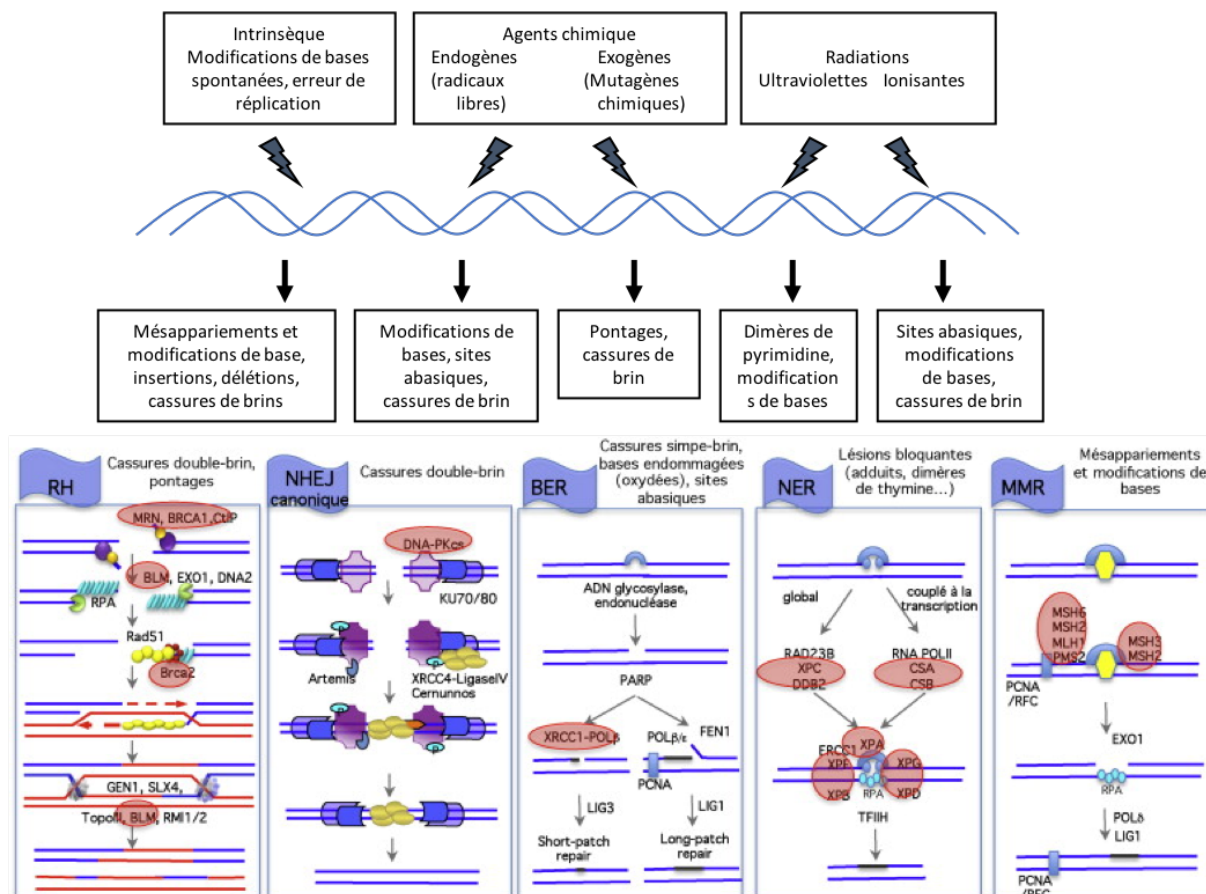 Intrinsèque
Modifications de bases
spontanées, erreur de
réplication
Agents chimique
Endogènes
(radicaux
libres)
Exogènes
(Mutagènes
chimiques)
Radiations
Ultraviolettes Ionisantes
Mésappariements et
modifications de base,
insertions, délétions,
cassures de brins
Modifications de
bases, sites
abasiques,
cassures de brin
Pontages,
cassures de
brin
Dimères de
pyrimidine,
modification
s de bases
Sites abasiques,
modifications
de bases,
cassures de brin
RH
Cassures double-brin,
pontages
MRN, BRCA1,CtIP
BLM, EXO1, DNA2
RPA
Rad51
Brca2
GEN1, SLX4,
TopoIII, BLM, RMI1/2
NHEJ
canonique
Cassures double-brin
DNA-PKcs
KU70/80
Artemis
XRCC4-LigaseIV
Cernunnos
BER
Cassures simpe-brin,
bases endommagées
(oxydées), sites
abasiques
ADN glycosylase,
endonucléase
PARP
XRCC1-POLβ
POLβ/ε
FEN1
PCNA
LIG3
LIG1
Short-patch
repair
Long-patch
repair
NER
Lésions bloquantes
(adduits, dimères
de thymine...)
global
couplé à la
transcription
RAD23B
XPC
DDB2
RNA POLII
CSA
CSB
ERCC1
XPA
XPF
XPG
XPB
RPA
XPD
TFIIH
MMR
Mésappariements
et modifications de
bases
MSH6
MSH2
MLH1
PMS2
MSH3
MSH2
PCNA
/RFC
EXO1
RPA
POLδ
LIG1
PCNA
/RFC